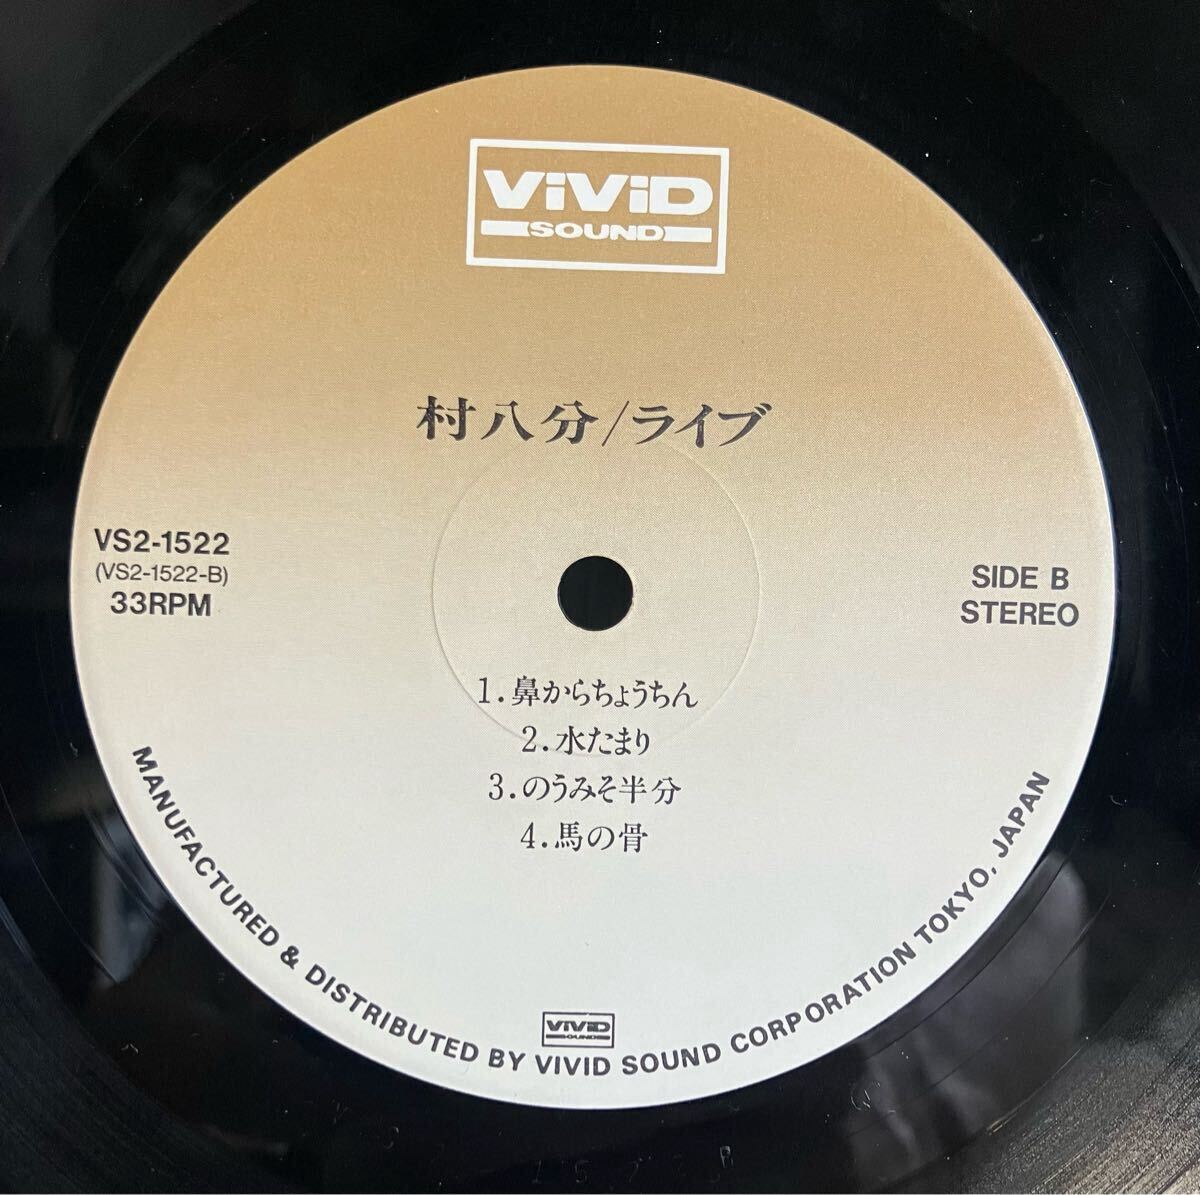 ViViD
SOUND
村八分/ライブ
VS2-1522
(VS2-1522-B)
33RPM
SIDE B
STEREO
1.鼻からちょうちん
2.水たまり
3.のうみそ半分
4.馬の骨
ViViD
SOUND
MANUFACTURED & DISTRIBUTED BY VIVID SOUND CORPORATION TOKYO, JAPAN